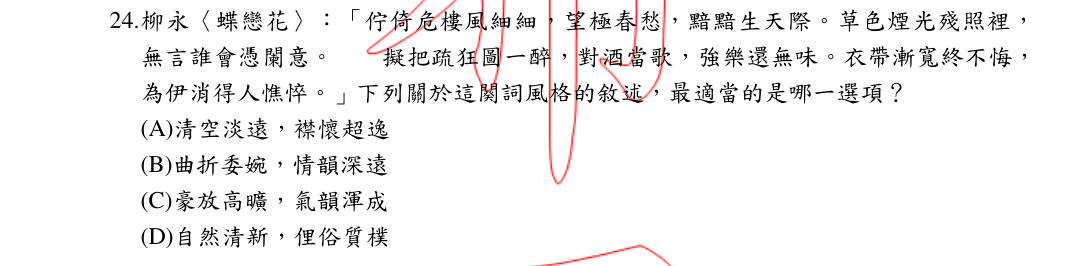 24.柳永〈蝶戀花〉：「佇倚危樓風細細，望極春愁，黯黯生天際。草色煙光殘照裡，
無言誰會憑闌意。　　擬把疏狂圖一醉，對酒當歌，強樂還無味。衣帶漸寬終不悔，
為伊消得人憔悴。」下列關於這闋詞風格的敘述，最適當的是哪一選項？
(A)清空淡遠，襟懷超逸
(B)曲折委婉，情韻深遠
(C)豪放高曠，氣韻渾成
(D)自然清新，俚俗質樸